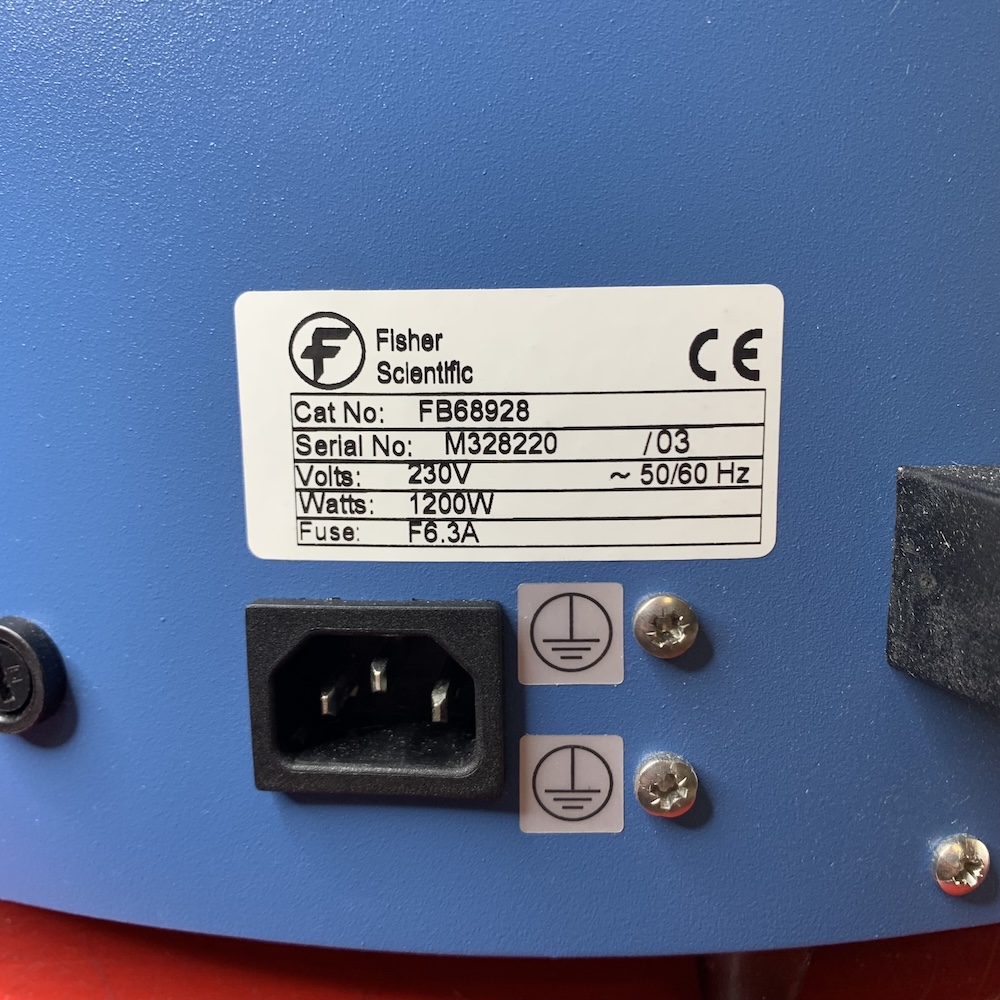 Fisher
Scientific
CE
Cat No: FB68928
Serial No: M328220 /03
Volts: 230V ~ 50/60 Hz
Watts: 1200W
Fuse: F6.3A